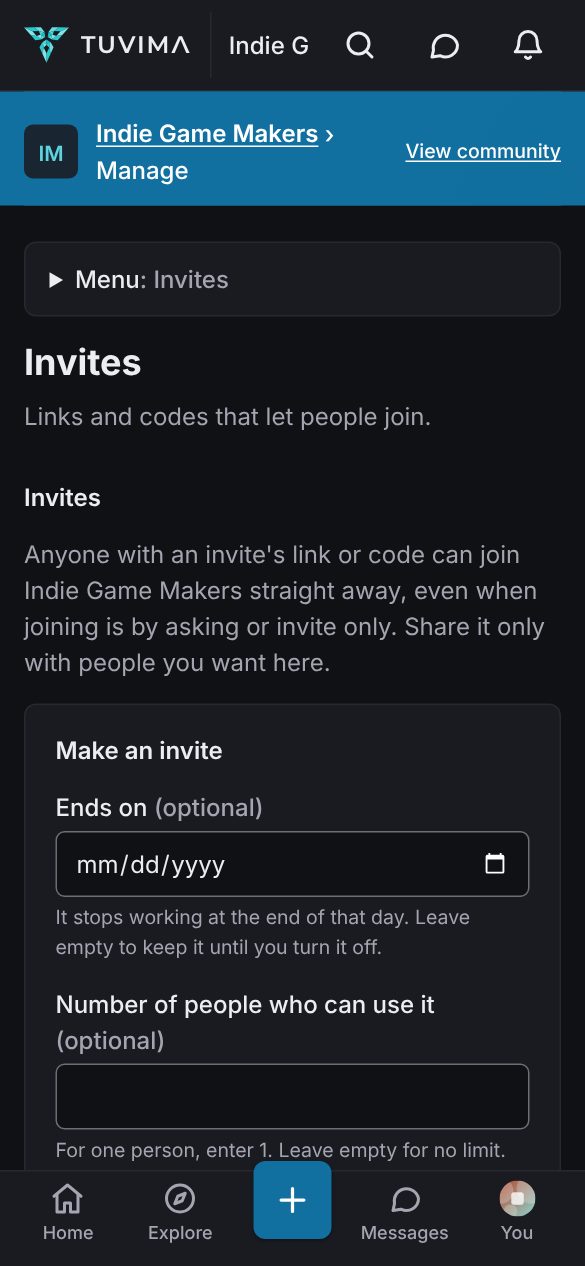 TUVIMA
Indie G
IM
Indie Game Makers ›
Manage
View community
Menu: Invites
Invites
Links and codes that let people join.
Invites
Anyone with an invite's link or code can join
Indie Game Makers straight away, even when
joining is by asking or invite only. Share it only
with people you want here.
Make an invite
Ends on (optional)
mm/dd/yyyy
It stops working at the end of that day. Leave
empty to keep it until you turn it off.
Number of people who can use it
(optional)
For one person, enter 1. Leave empty for no limit.
Home
Explore
Messages
You